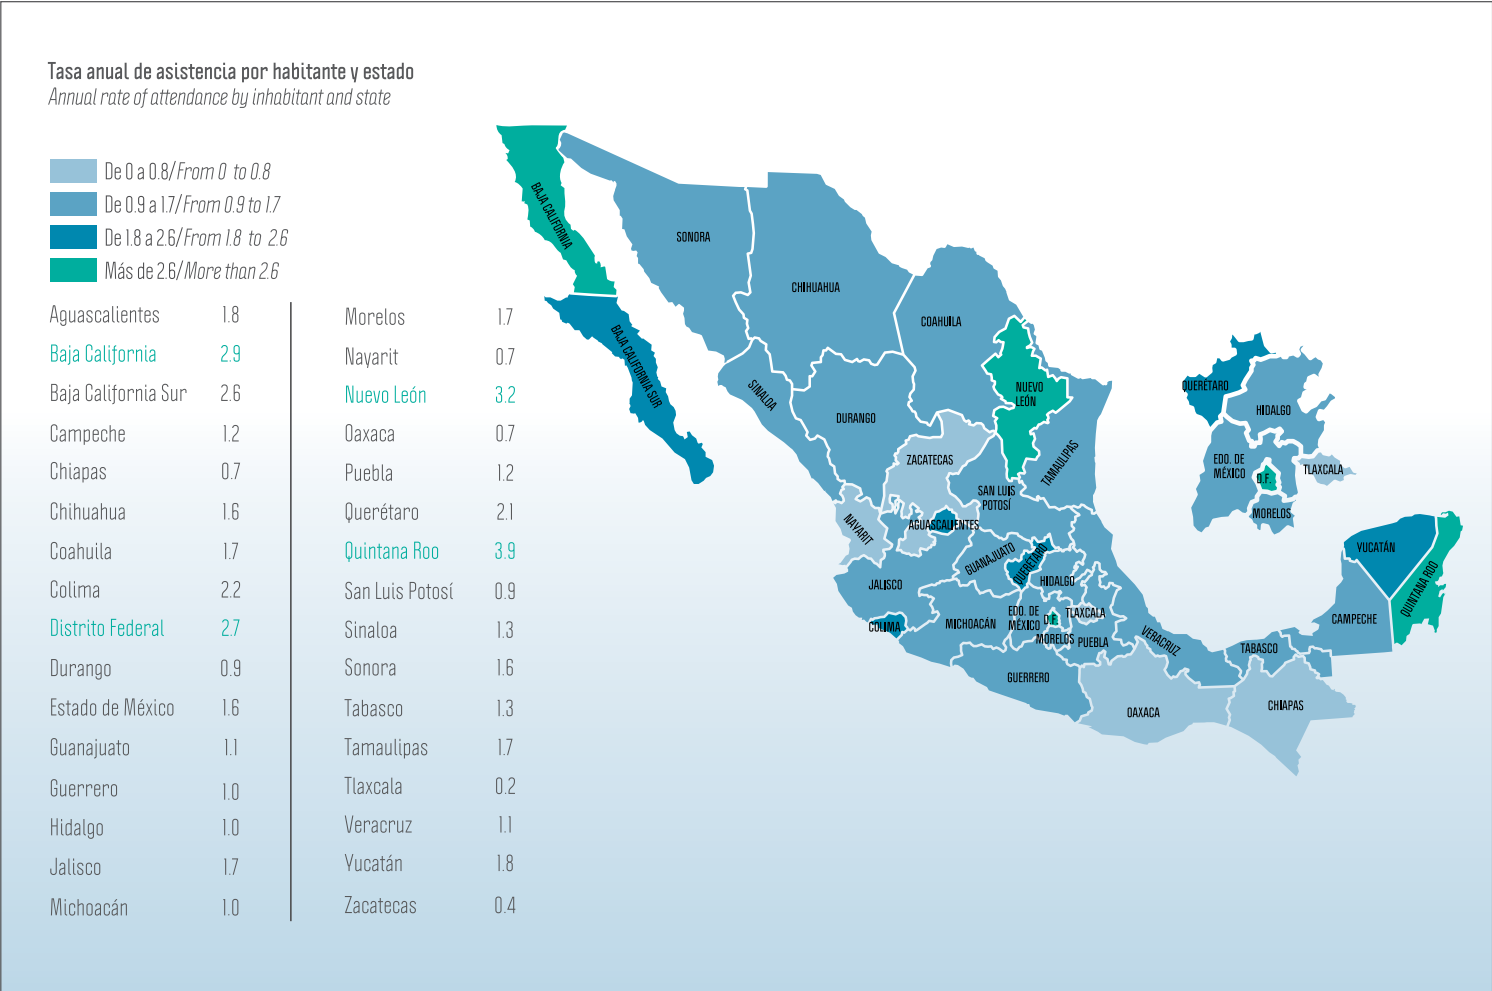 Tasa anual de asistencia por habitante y estado
Annual rate of attendance by inhabitant and state
De 0 a 0.8/From 0 to 0.8
De 0.9 a 1.7/From 0.9 to 1.7
De 1.8 a 2.6/From 1.8 to 2.6
Más de 2.6/More than 2.6
Aguascalientes 1.8
Baja California 2.9
Baja California Sur 2.6
Campeche 1.2
Chiapas 0.7
Chihuahua 1.6
Coahuila 1.7
Colima 2.2
Distrito Federal 2.7
Durango 0.9
Estado de México 1.6
Guanajuato 1.1
Guerrero 1.0
Hidalgo 1.0
Jalisco 1.7
Michoacán 1.0
Morelos 1.7
Nayarit 0.7
Nuevo León 3.2
Oaxaca 0.7
Puebla 1.2
Querétaro 2.1
Quintana Roo 3.9
San Luis Potosí 0.9
Sinaloa 1.3
Sonora 1.6
Tabasco 1.3
Tamaulipas 1.7
Tlaxcala 0.2
Veracruz 1.1
Yucatán 1.8
Zacatecas 0.4
BAJA CALIFORNIA
SONORA
CHIHUAHUA
COAHUILA
BAJA CALIFORNIA SUR
SINALOA
DURANGO
NUEVO
LEÓN
ZACATECAS
TAMAULIPAS
SAN LUIS
POTOSÍ
NAYARIT
AGUASCALIENTES
GUANAJUATO
QUERÉTARO
HIDALGO
JALISCO
COLIMA
MICHOACÁN
EDO. DE
MÉXICO
D.F.
TLAXCALA
MORELOS
PUEBLA
VERACRUZ
GUERRERO
OAXACA
TABASCO
CHIAPAS
CAMPECHE
YUCATÁN
QUINTANA ROO
QUERÉTARO
HIDALGO
EDO. DE
MÉXICO
D.F.
TLAXCALA
MORELOS